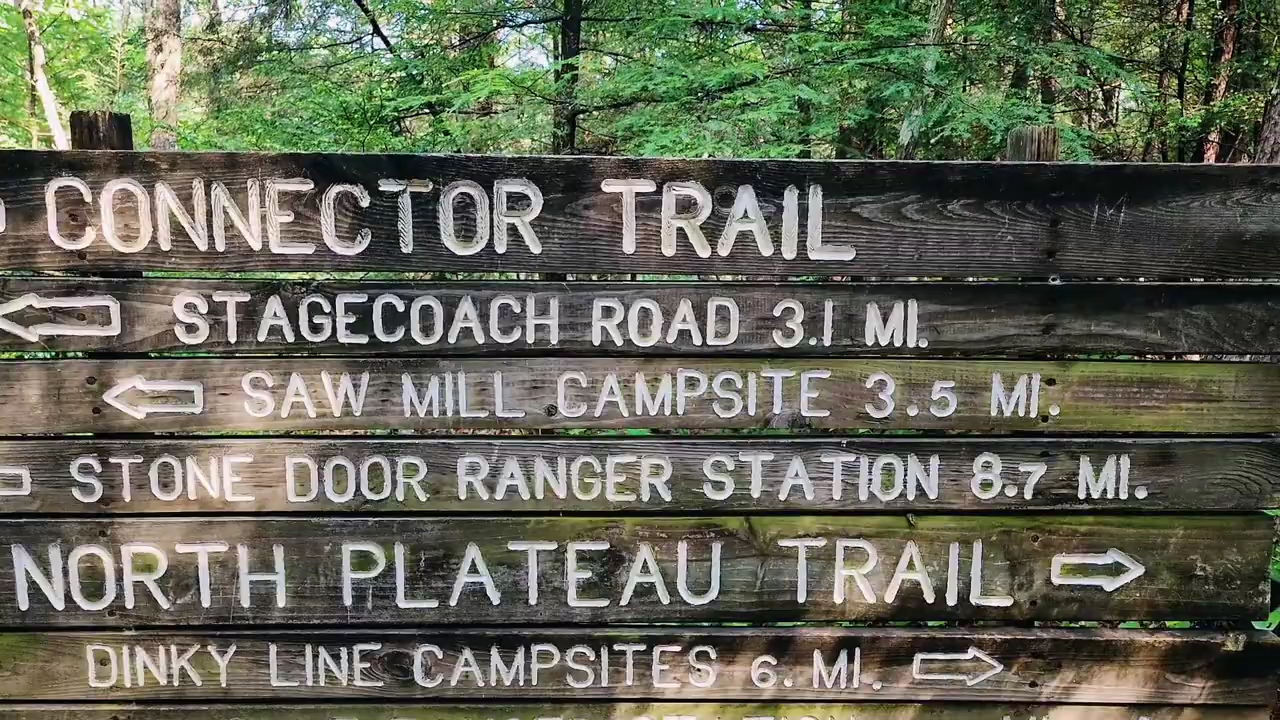 CONNECTOR TRAIL
STAGECOACH ROAD 3.1 MI.
SAW MILL CAMPSITE 3.5 MI.
STONE DOOR RANGER STATION 8.7 MI.
NORTH PLATEAU TRAIL
DINKY LINE CAMPSITES 6. MI.